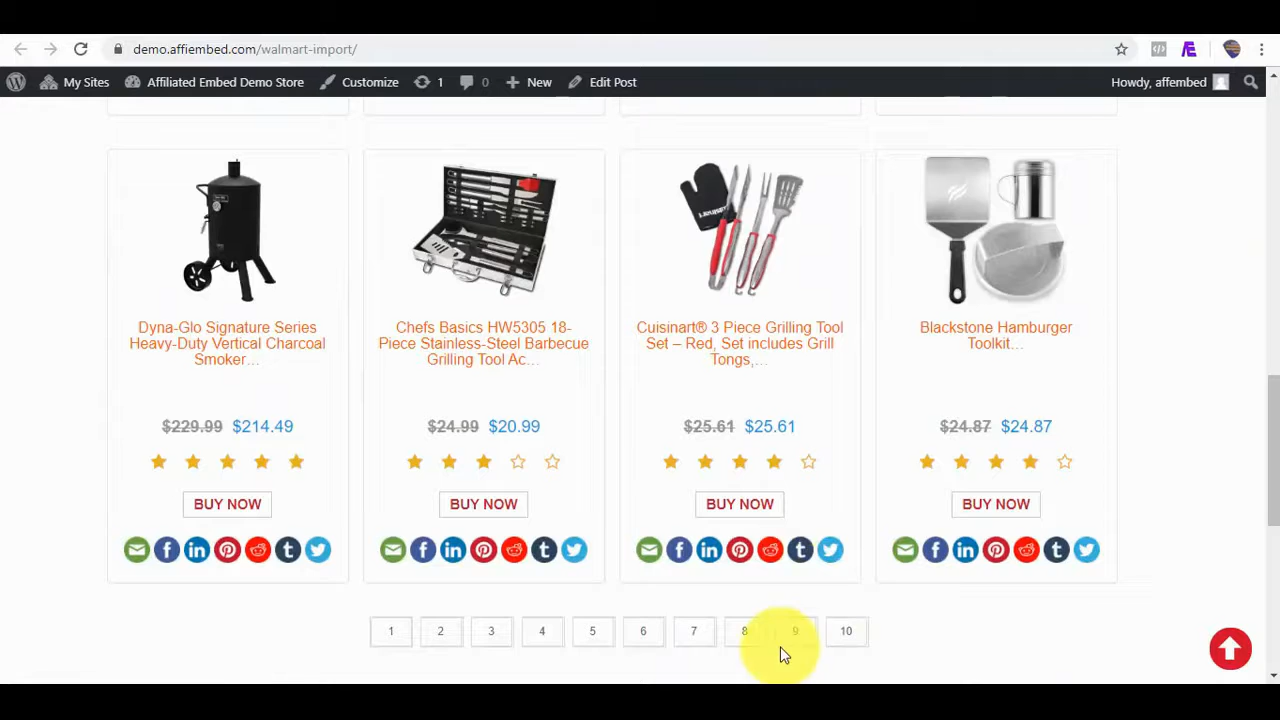 demo.affiembed.com/walmart-import/
My Sites Affiliated Embed Demo Store Customize 1 0 New Edit Post Howdy, affembed
Dyna-Glo Signature Series
Heavy-Duty Vertical Charcoal
Smoker...
$229.99 $214.49
BUY NOW
Chefs Basics HW5305 18-
Piece Stainless-Steel Barbecue
Grilling Tool Ac...
$24.99 $20.99
BUY NOW
Cuisinart® 3 Piece Grilling Tool
Set – Red, Set includes Grill
Tongs,...
$25.61 $25.61
BUY NOW
Blackstone Hamburger
Toolkit...
$24.87 $24.87
BUY NOW
1 2 3 4 5 6 7 8 9 10